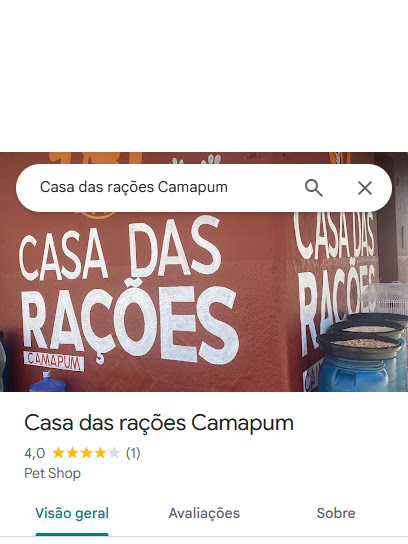 Casa das rações Camapum
CASA DAS
RAÇÕES
CAMAPUM
CASA DAS
RAÇÕES
Casa das rações Camapum
4,0 (1)
Pet Shop
Visão geral Avaliações Sobre